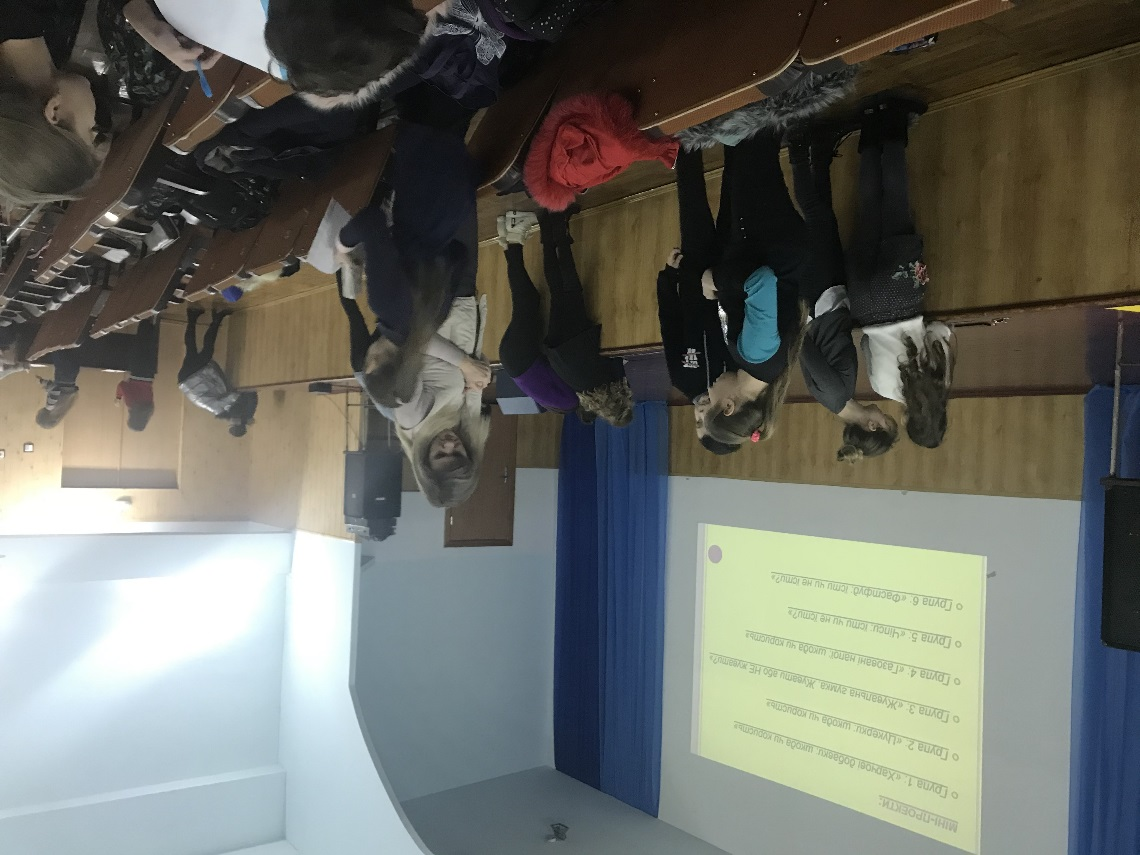 МІНІ-ПРОЕКТИ:
Група 1: «Харчові добавки: шкода чи користь»
Група 2: «Цукерки: шкода чи користь»
Група 3: «Жувальна гумка. Жувати або НЕ жувати?»
Група 4: «Газовані напої: шкода чи користь»
Група 5: «Чіпси: їсти чи не їсти?»
Група 6: «Фастфуд: їсти чи не їсти?»